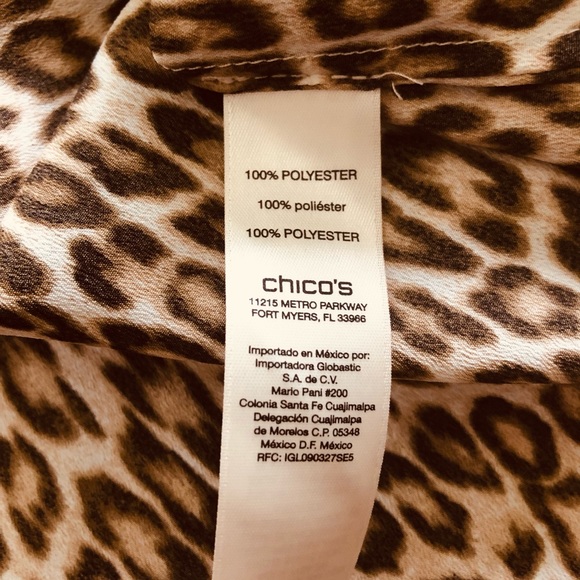 100% POLYESTER
100% poliéster
100% POLYESTER
chico's
11215 METRO PARKWAY
FORT MYERS, FL 33966
Importado en México por:
Importadora Globastic
S.A. de C.V.
Mario Pani #200
Colonia Santa Fe Cuajimalpa
Delegación Cuajimalpa
de Morelos C.P. 05348
México D.F. México
RFC: IGL090327SE5